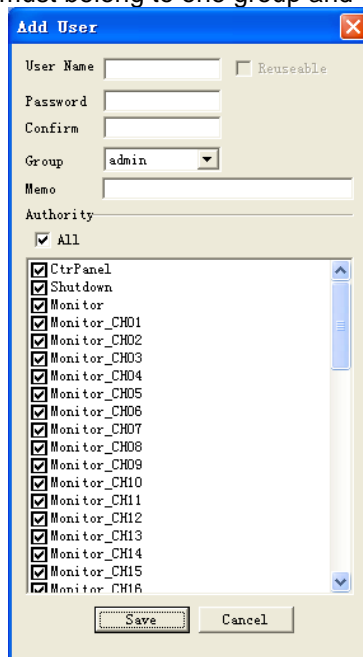 must belong to one group and
Add User
User Name
Reuseable
Password
Confirm
Group admin
Memo
Authority
All
CtrPanel
Shutdown
Monitor
Monitor_CH01
Monitor_CH02
Monitor_CH03
Monitor_CH04
Monitor_CH05
Monitor_CH06
Monitor_CH07
Monitor_CH08
Monitor_CH09
Monitor_CH10
Monitor_CH11
Monitor_CH12
Monitor_CH13
Monitor_CH14
Monitor_CH15
Monitor_CH16
Save Cancel